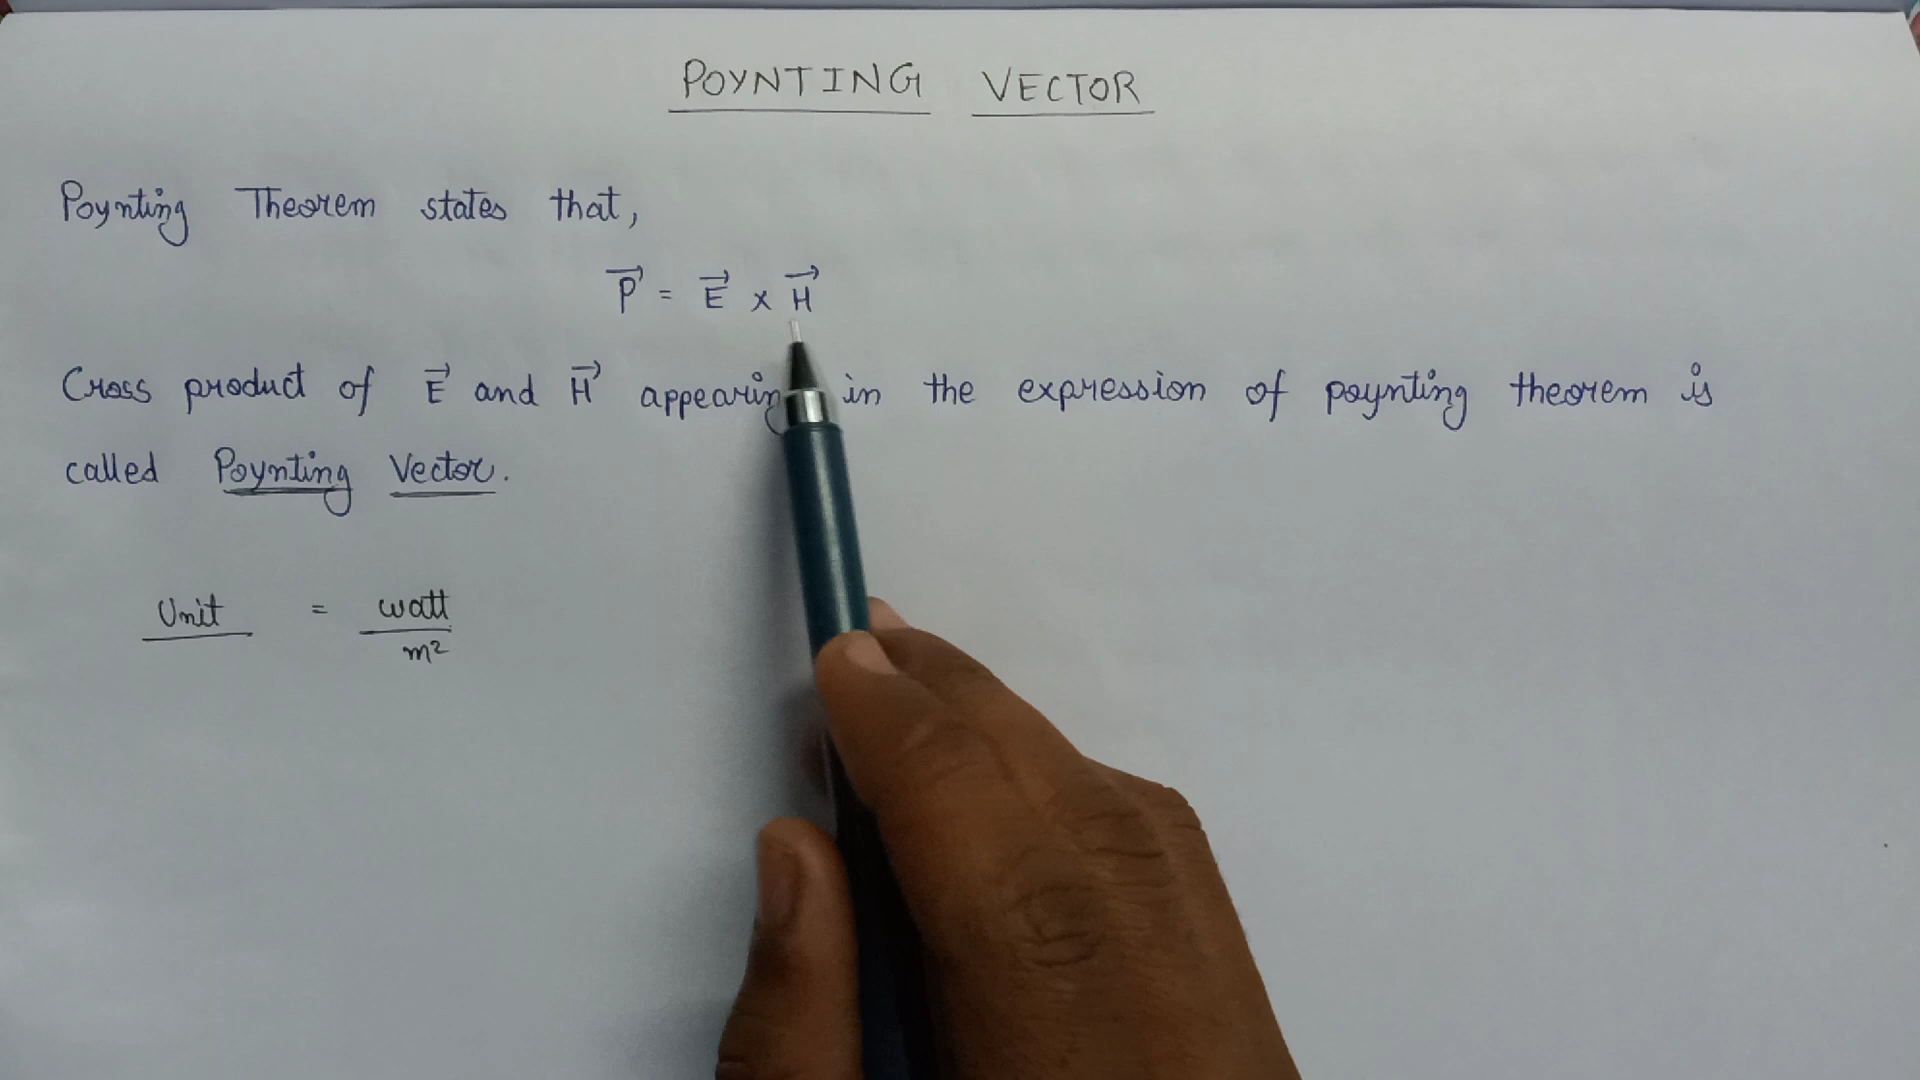 POYNTING VECTOR
Poynting Theorem states that,
P⃗ = E⃗ × H⃗
Cross product of E⃗ and H⃗ appearing in the expression of poynting theorem is
called Poynting Vector.
Unit = watt
m²